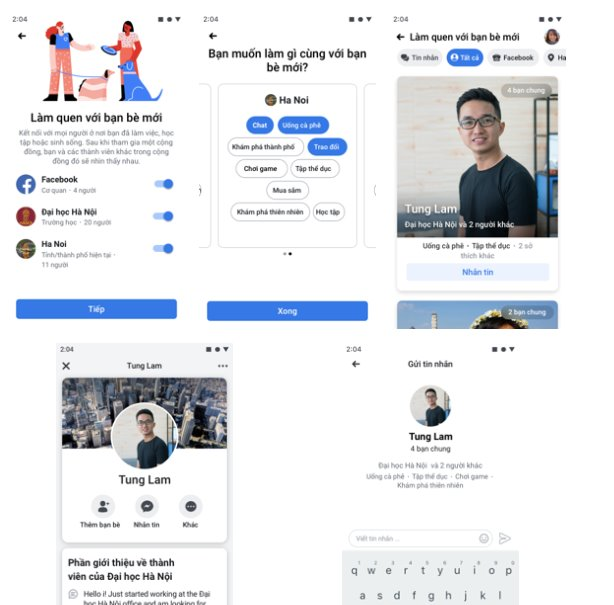 2:04
Làm quen với bạn bè mới
Kết nối với mọi người ở nơi bạn đã làm việc, học
tập hoặc sinh sống. Sau khi tham gia một cộng
đồng, bạn và các thành viên khác trong cộng
đồng đó sẽ nhìn thấy nhau.
Facebook
Cơ quan · 4 người
Đại học Hà Nội
Trường học · 20 người
Ha Noi
Tỉnh/thành phố hiện tại ·
11 người
Tiếp
2:04
Bạn muốn làm gì cùng với bạn
bè mới?
Ha Noi
Chat
Uống cà phê
Khám phá thành phố
Trao đổi
Chơi game
Tập thể dục
Mua sắm
Khám phá thiên nhiên
Học tập
Xong
2:04
Làm quen với bạn bè mới
Tin nhắn
Tất cả
Facebook
Ha
4 bạn chung
Tung Lam
Đại học Hà Nội và 2 người khác
Uống cà phê · Tập thể dục · 2 sở
thích khác
Nhắn tin
2 bạn chung
2:04
Tung Lam
Tung Lam
Thêm bạn bè
Nhắn tin
Khác
Phần giới thiệu về thành
viên của Đại học Hà Nội
Hello i! Just started working at the Đại
học Hà Nội office and am looking for
2:04
Gửi tin nhắn
Tung Lam
4 bạn chung
Đại học Hà Nội và 2 người khác
Uống cà phê · Tập thể dục · Chơi game ·
Khám phá thiên nhiên
Viết tin nhắn ...
1 2 3 4 5 6 7 8 9 0
q w e r t y u i o p
a s d f g h j k l